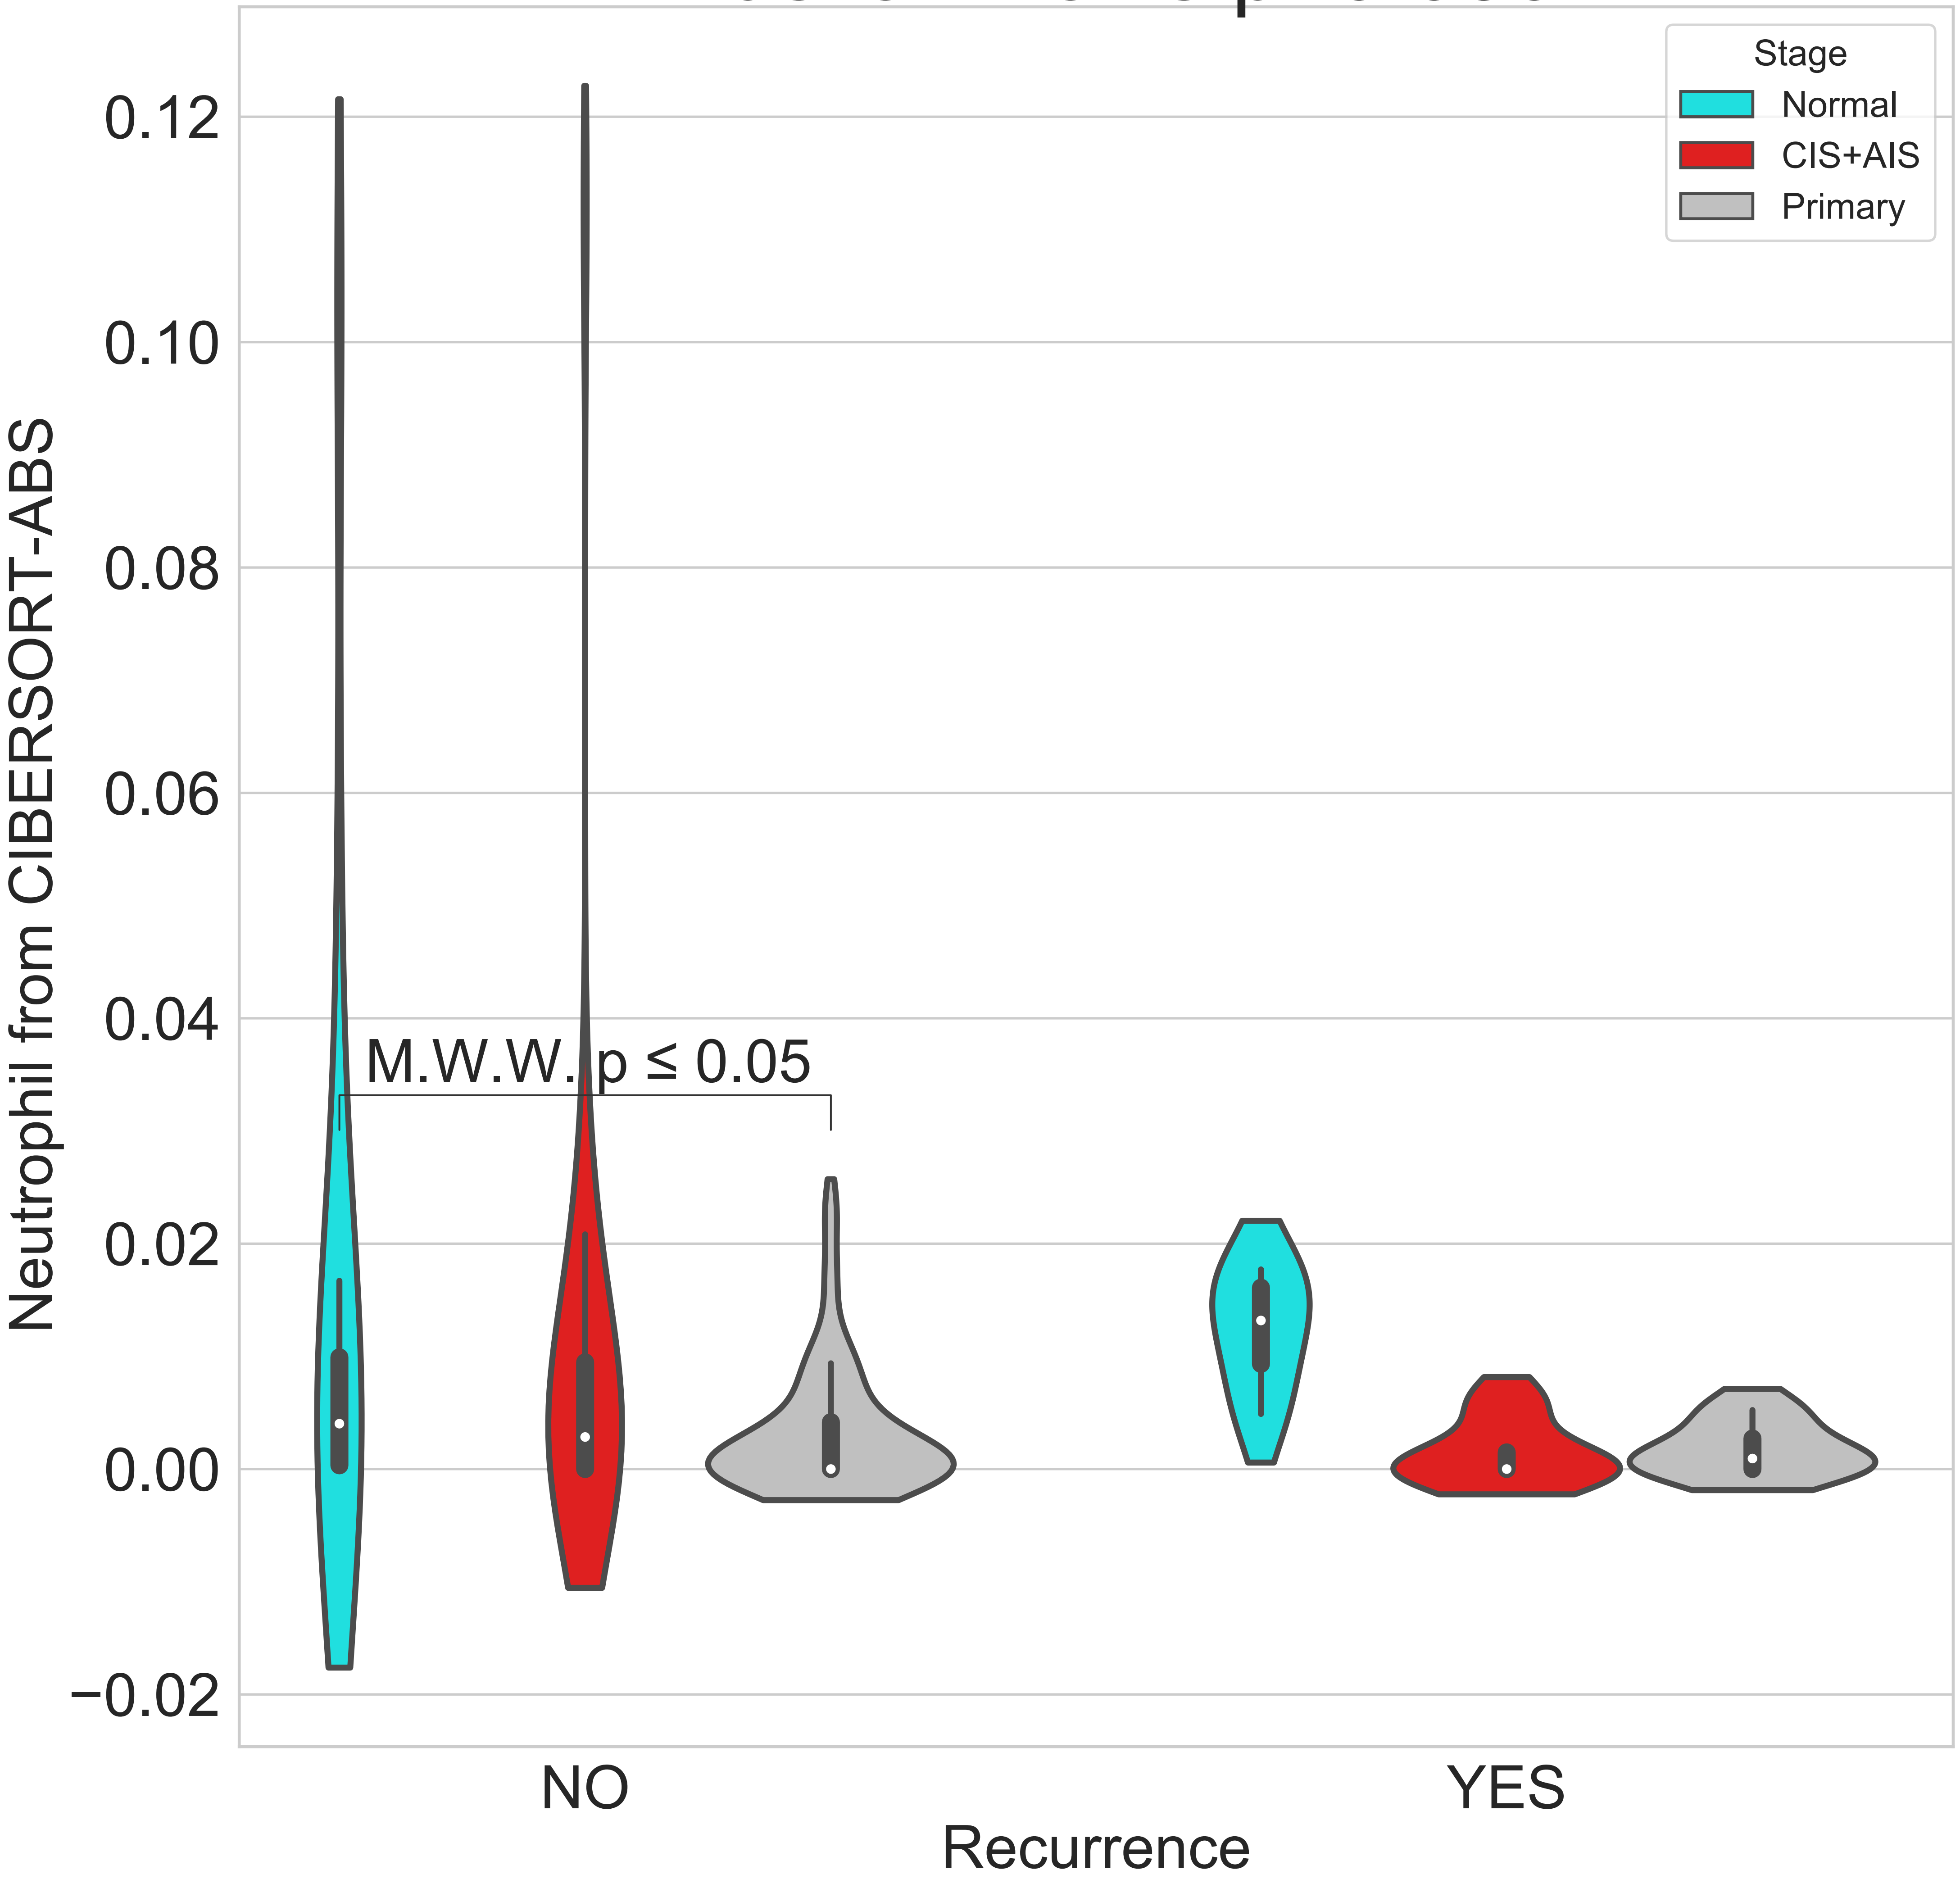 Stage
Normal
CIS+AIS
Primary
0.12
0.10
0.08
0.06
0.04
0.02
0.00
−0.02
Neutrophil from CIBERSORT-ABS
M.W.W. p ≤ 0.05
NO
YES
Recurrence